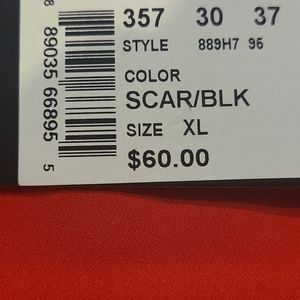 357 30 37
STYLE 889H7 96
COLOR
SCAR/BLK
SIZE XL
$60.00
8 89035 66895 5